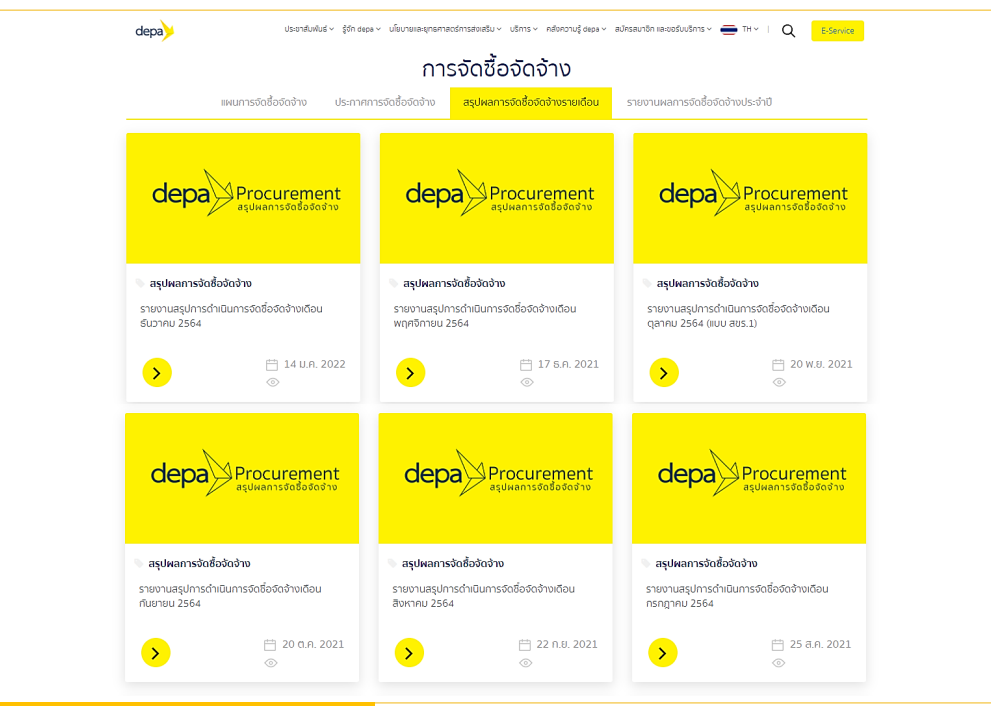 depa
ประชาสัมพันธ์ รู้จัก depa นโยบายและยุทธศาสตร์การส่งเสริม บริการ คลังความรู้ depa สมัครสมาชิก และขอรับบริการ TH E-Service
การจัดซื้อจัดจ้าง
แผนการจัดซื้อจัดจ้าง ประกาศการจัดซื้อจัดจ้าง สรุปผลการจัดซื้อจัดจ้างรายเดือน รายงานผลการจัดซื้อจัดจ้างประจำปี
depa Procurement
สรุปผลการจัดซื้อจัดจ้าง
สรุปผลการจัดซื้อจัดจ้าง
รายงานสรุปการดำเนินการจัดซื้อจัดจ้างเดือน
ธันวาคม 2564
14 ม.ค. 2022
depa Procurement
สรุปผลการจัดซื้อจัดจ้าง
สรุปผลการจัดซื้อจัดจ้าง
รายงานสรุปการดำเนินการจัดซื้อจัดจ้างเดือน
พฤศจิกายน 2564
17 ธ.ค. 2021
depa Procurement
สรุปผลการจัดซื้อจัดจ้าง
สรุปผลการจัดซื้อจัดจ้าง
รายงานสรุปการดำเนินการจัดซื้อจัดจ้างเดือน
ตุลาคม 2564 (แบบ สขร.1)
20 พ.ย. 2021
depa Procurement
สรุปผลการจัดซื้อจัดจ้าง
สรุปผลการจัดซื้อจัดจ้าง
รายงานสรุปการดำเนินการจัดซื้อจัดจ้างเดือน
กันยายน 2564
20 ต.ค. 2021
depa Procurement
สรุปผลการจัดซื้อจัดจ้าง
สรุปผลการจัดซื้อจัดจ้าง
รายงานสรุปการดำเนินการจัดซื้อจัดจ้างเดือน
สิงหาคม 2564
22 ก.ย. 2021
depa Procurement
สรุปผลการจัดซื้อจัดจ้าง
สรุปผลการจัดซื้อจัดจ้าง
รายงานสรุปการดำเนินการจัดซื้อจัดจ้างเดือน
กรกฎาคม 2564
25 ส.ค. 2021